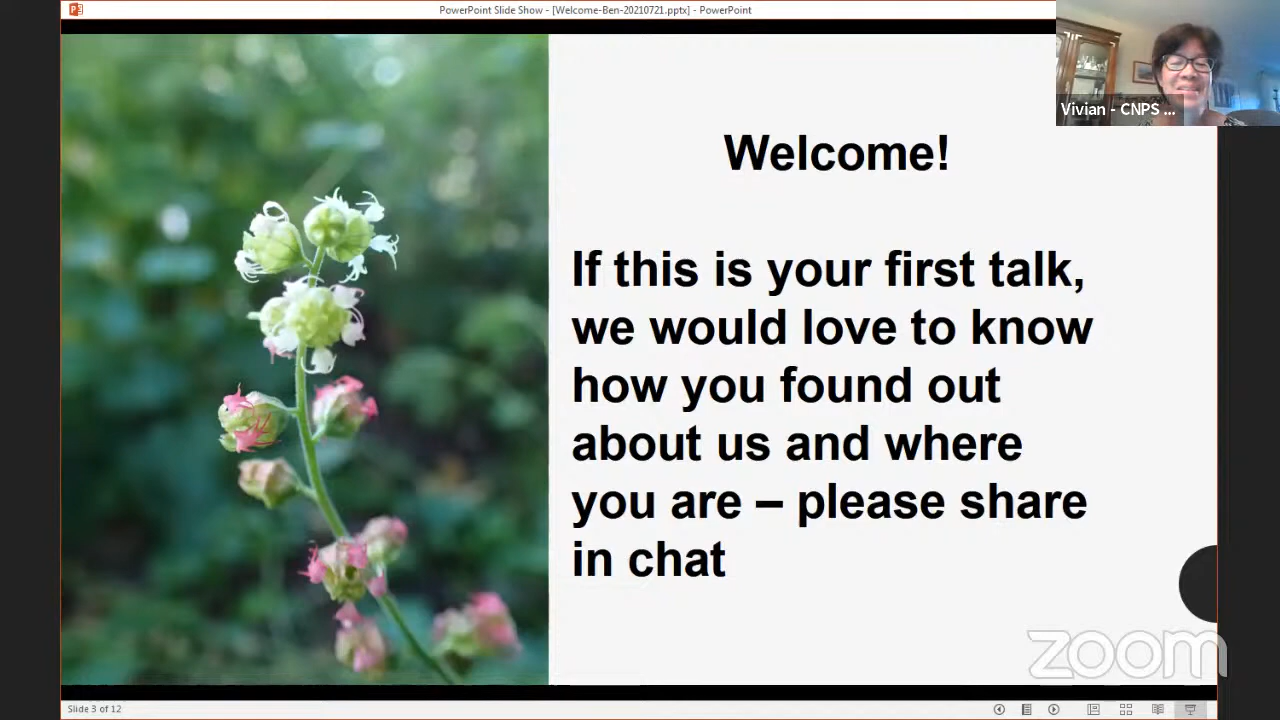 PowerPoint Slide Show - [Welcome-Ben-20210721.pptx] - PowerPoint
Vivian - CNPS ...
Welcome!
If this is your first talk,
we would love to know
how you found out
about us and where
you are – please share
in chat
zoom
Slide 3 of 12